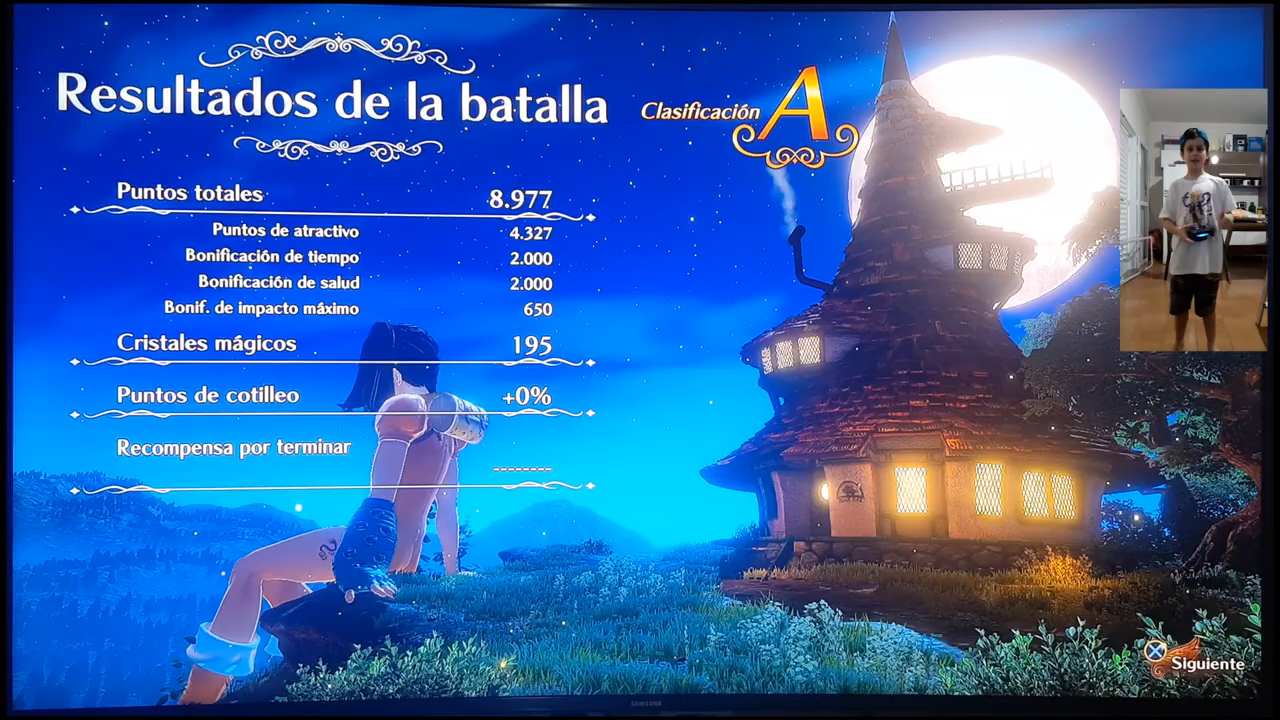 Resultados de la batalla
Clasificación A
Puntos totales 8.977
Puntos de atractivo 4.327
Bonificación de tiempo 2.000
Bonificación de salud 2.000
Bonif. de impacto máximo 650
Cristales mágicos 195
Puntos de cotilleo +0%
Recompensa por terminar
--------
Siguiente
SAMSUNG